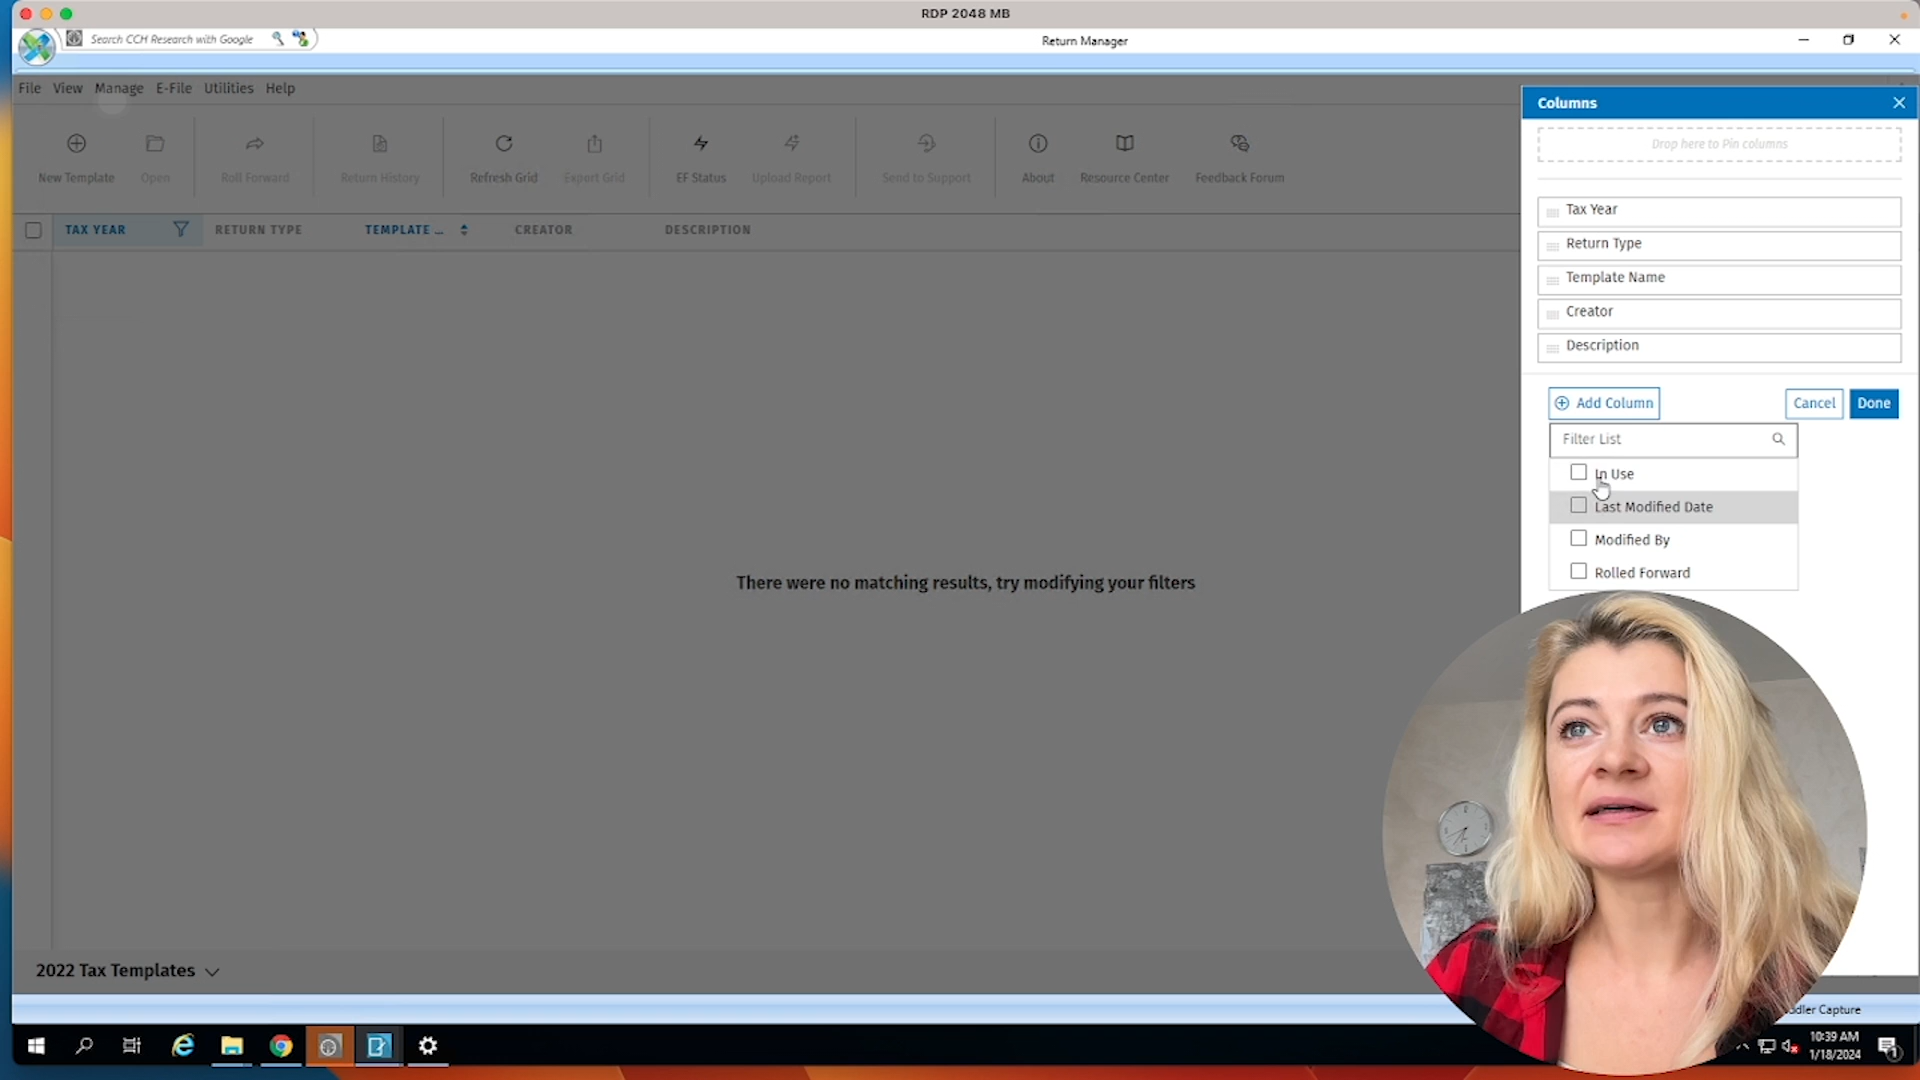 RDP 2048 MB
Search CCH Research with Google
Return Manager
File View Manage E-File Utilities Help
New Template Open Roll Forward Return History Refresh Grid Export Grid EF Status Upload Report Send to Support About Resource Center Feedback Forum
TAX YEAR RETURN TYPE TEMPLATE ... CREATOR DESCRIPTION
There were no matching results, try modifying your filters
2022 Tax Templates
Columns
Drop here to Pin columns
Tax Year
Return Type
Template Name
Creator
Description
Add Column Cancel Done
Filter List
In Use
Last Modified Date
Modified By
Rolled Forward
Capture
10:39 AM
1/18/2024
1